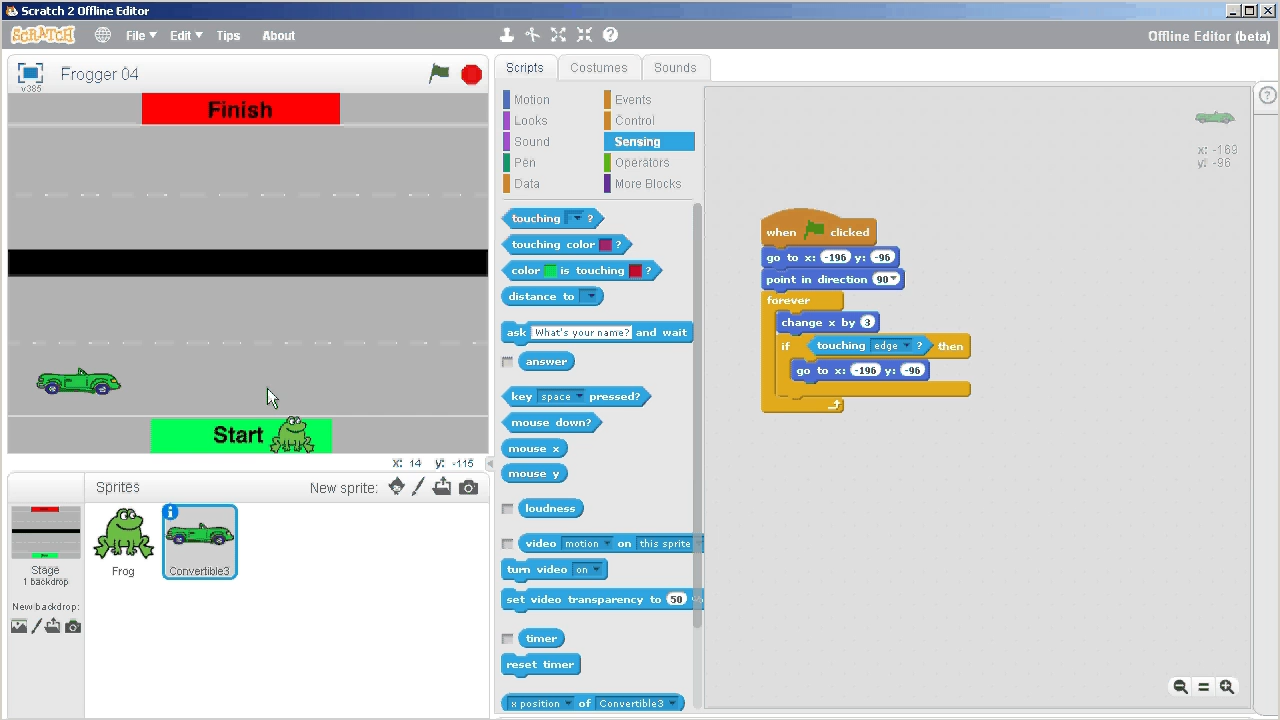 Scratch 2 Offline Editor
SCRATCH File Edit Tips About Offline Editor (beta)
Frogger 04
v385
Finish
Start
X: 14 y: -115
Sprites New sprite:
Stage
1 backdrop
New backdrop:
Frog
Convertible3
Scripts Costumes Sounds
Motion Events
Looks Control
Sound Sensing
Pen Operators
Data More Blocks
touching ?
touching color ?
color is touching ?
distance to
ask What's your name? and wait
answer
key space pressed?
mouse down?
mouse x
mouse y
loudness
video motion on this sprite
turn video on
set video transparency to 50 %
timer
reset timer
x position of Convertible3
when clicked
go to x: -196 y: -96
point in direction 90
forever
change x by 3
if touching edge ? then
go to x: -196 y: -96
x: -169
y: -96